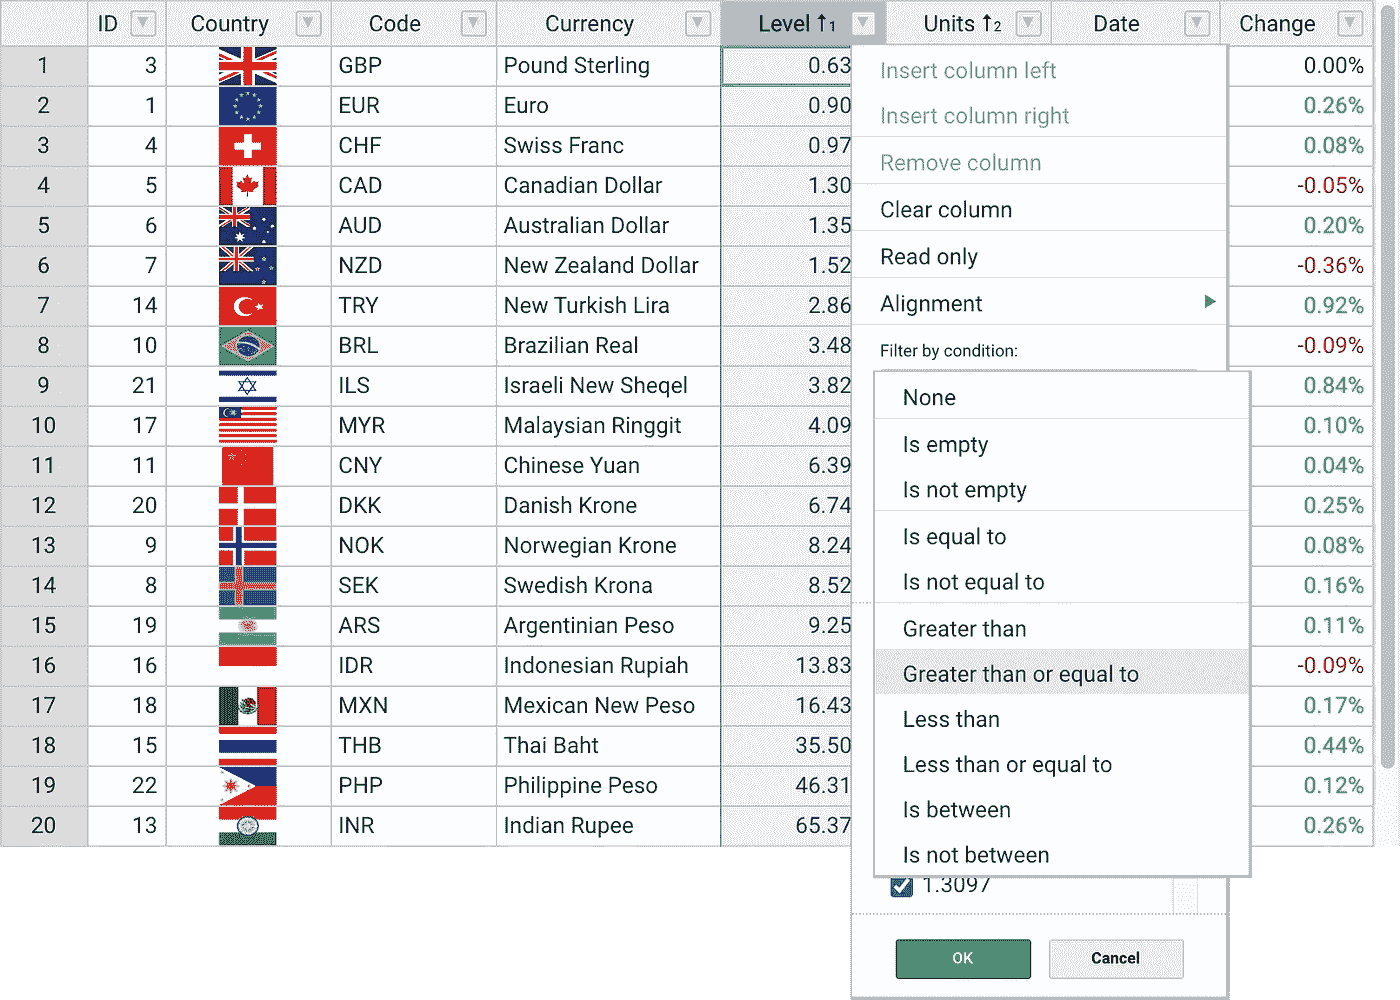 ID Country Code Currency Level ↑1 Units ↑2 Date Change
1 3 GBP Pound Sterling 0.63 0.00%
2 1 EUR Euro 0.90 0.26%
3 4 CHF Swiss Franc 0.97 0.08%
4 5 CAD Canadian Dollar 1.30 -0.05%
5 6 AUD Australian Dollar 1.35 0.20%
6 7 NZD New Zealand Dollar 1.52 -0.36%
7 14 TRY New Turkish Lira 2.86 0.92%
8 10 BRL Brazilian Real 3.48 -0.09%
9 21 ILS Israeli New Sheqel 3.82 0.84%
10 17 MYR Malaysian Ringgit 4.09 0.10%
11 11 CNY Chinese Yuan 6.39 0.04%
12 20 DKK Danish Krone 6.74 0.25%
13 9 NOK Norwegian Krone 8.24 0.08%
14 8 SEK Swedish Krona 8.52 0.16%
15 19 ARS Argentinian Peso 9.25 0.11%
16 16 IDR Indonesian Rupiah 13.83 -0.09%
17 18 MXN Mexican New Peso 16.43 0.17%
18 15 THB Thai Baht 35.50 0.44%
19 22 PHP Philippine Peso 46.31 0.12%
20 13 INR Indian Rupee 65.37 0.26%
Insert column left
Insert column right
Remove column
Clear column
Read only
Alignment
Filter by condition:
None
Is empty
Is not empty
Is equal to
Is not equal to
Greater than
Greater than or equal to
Less than
Less than or equal to
Is between
Is not between
1.3097
OK Cancel